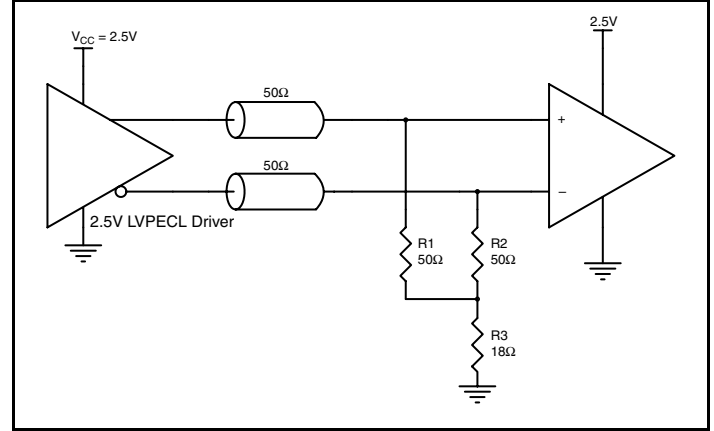 2.5V
V_CC = 2.5V
50Ω
+
50Ω
−
2.5V LVPECL Driver
R1
50Ω
R2
50Ω
R3
18Ω